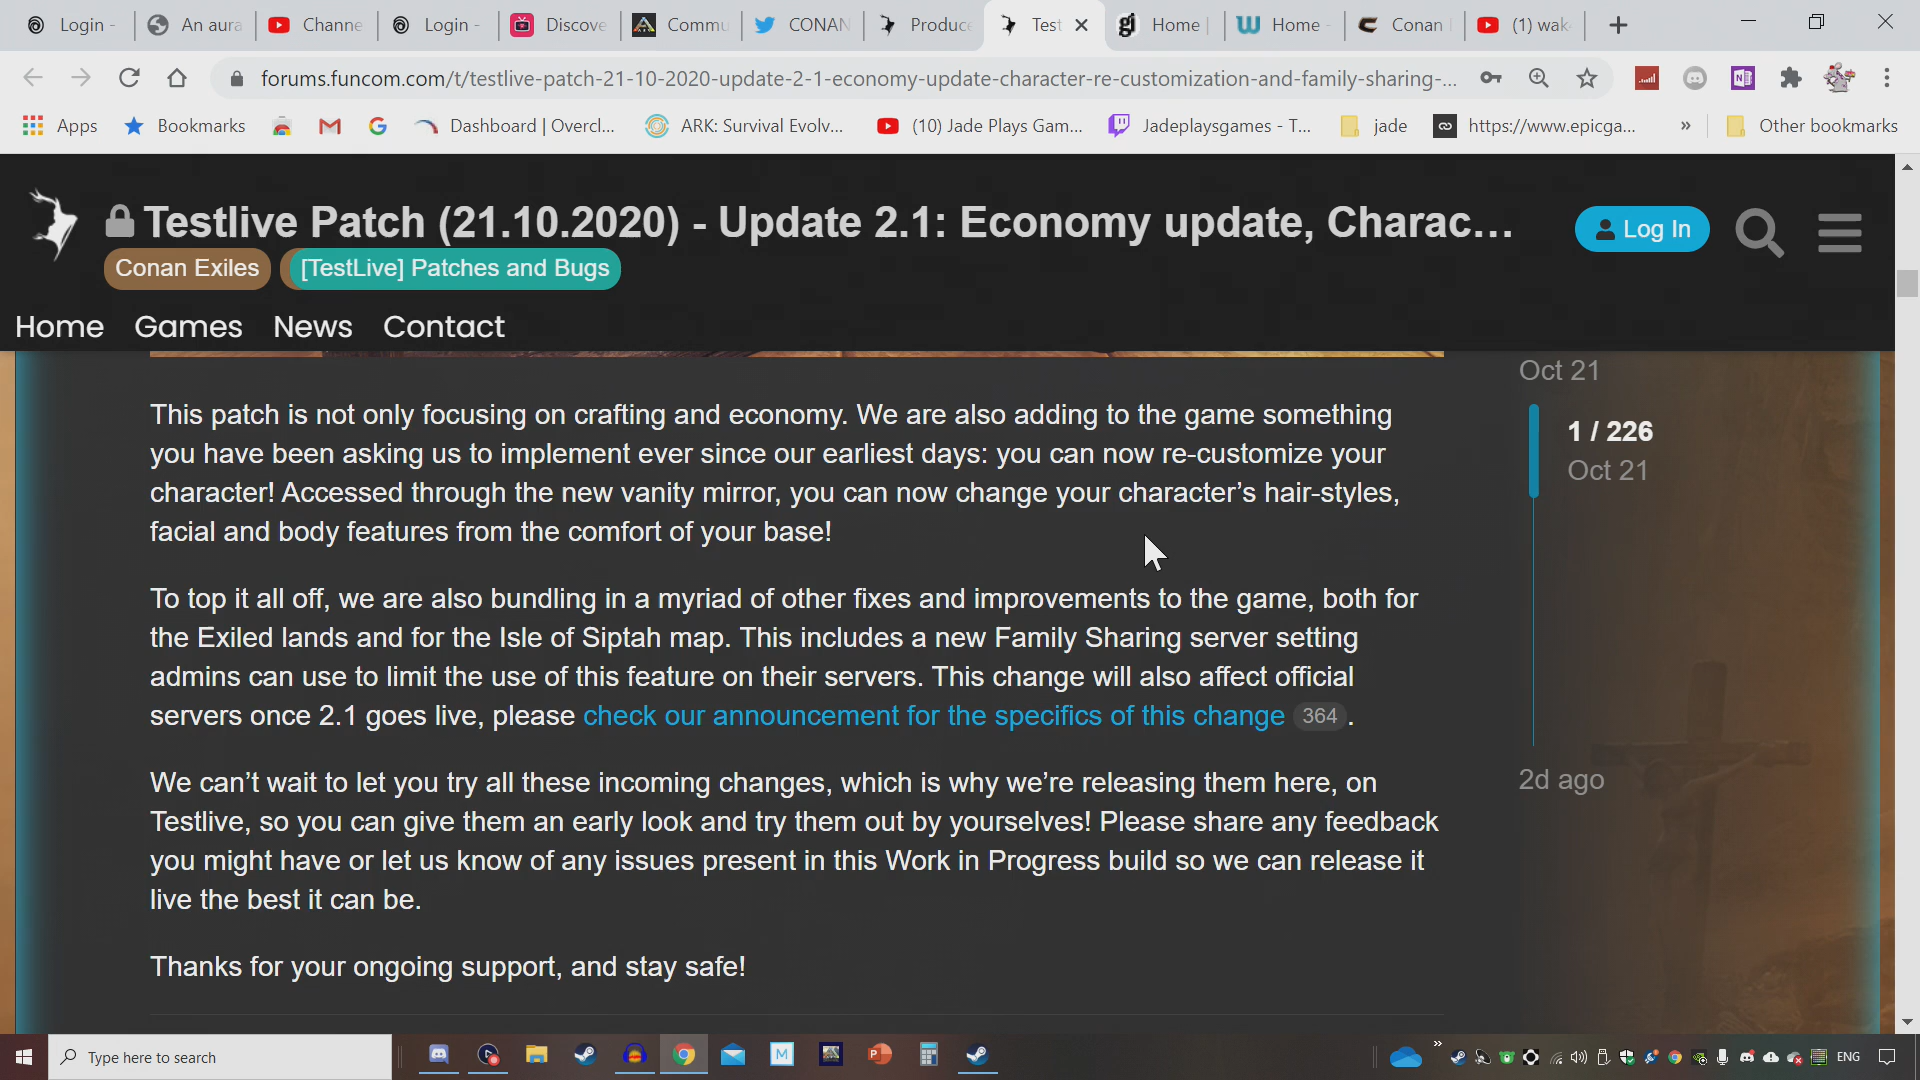 Login -
An aura
Channe
Login -
Discove
Commu
CONAN
Produce
Test
Home
Home -
Conan
(1) wak
forums.funcom.com/t/testlive-patch-21-10-2020-update-2-1-economy-update-character-re-customization-and-family-sharing-...
Apps
Bookmarks
Dashboard | Overcl...
ARK: Survival Evolv...
(10) Jade Plays Gam...
Jadeplaysgames - T...
jade
https://www.epicga...
»
Other bookmarks
Testlive Patch (21.10.2020) - Update 2.1: Economy update, Charac...
Log In
Conan Exiles
[TestLive] Patches and Bugs
Home Games News Contact
Oct 21
This patch is not only focusing on crafting and economy. We are also adding to the game something
you have been asking us to implement ever since our earliest days: you can now re-customize your
character! Accessed through the new vanity mirror, you can now change your character’s hair-styles,
facial and body features from the comfort of your base!
1 / 226
Oct 21
To top it all off, we are also bundling in a myriad of other fixes and improvements to the game, both for
the Exiled lands and for the Isle of Siptah map. This includes a new Family Sharing server setting
admins can use to limit the use of this feature on their servers. This change will also affect official
servers once 2.1 goes live, please check our announcement for the specifics of this change 364 .
2d ago
We can’t wait to let you try all these incoming changes, which is why we’re releasing them here, on
Testlive, so you can give them an early look and try them out by yourselves! Please share any feedback
you might have or let us know of any issues present in this Work in Progress build so we can release it
live the best it can be.
Thanks for your ongoing support, and stay safe!
Type here to search
ENG